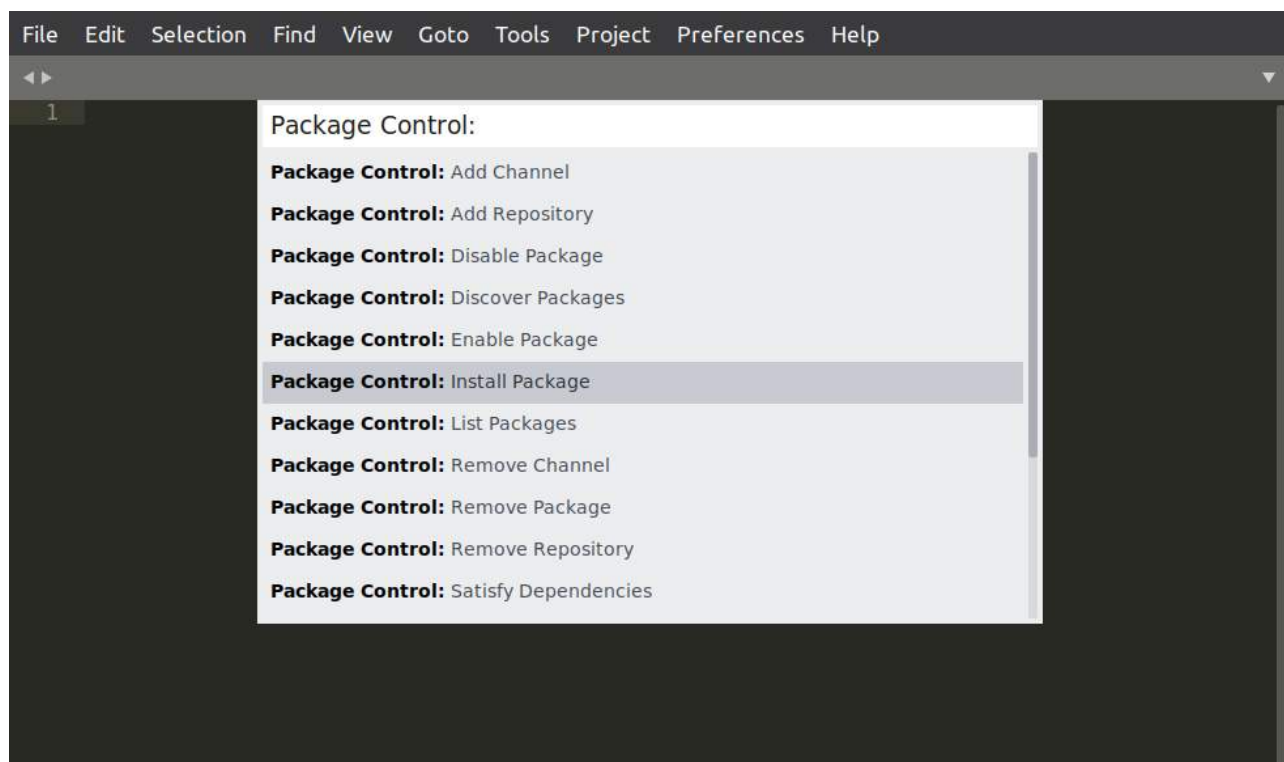 File Edit Selection Find View Goto Tools Project Preferences Help
1
Package Control:
Package Control: Add Channel
Package Control: Add Repository
Package Control: Disable Package
Package Control: Discover Packages
Package Control: Enable Package
Package Control: Install Package
Package Control: List Packages
Package Control: Remove Channel
Package Control: Remove Package
Package Control: Remove Repository
Package Control: Satisfy Dependencies